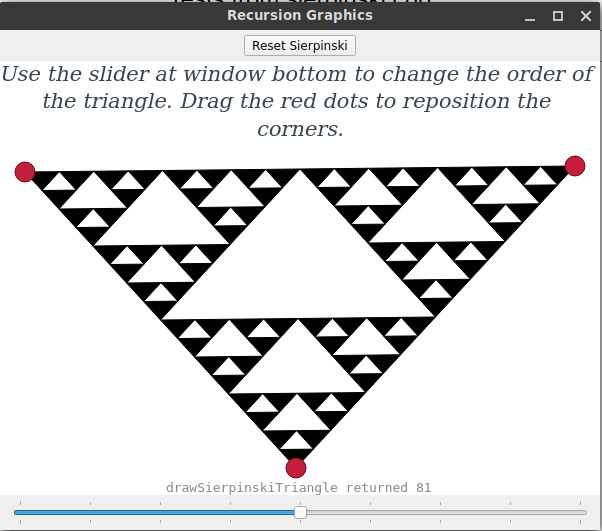 Recursion Graphics
Reset Sierpinski
Use the slider at window bottom to change the order of
the triangle. Drag the red dots to reposition the
corners.
drawSierpinskiTriangle returned 81